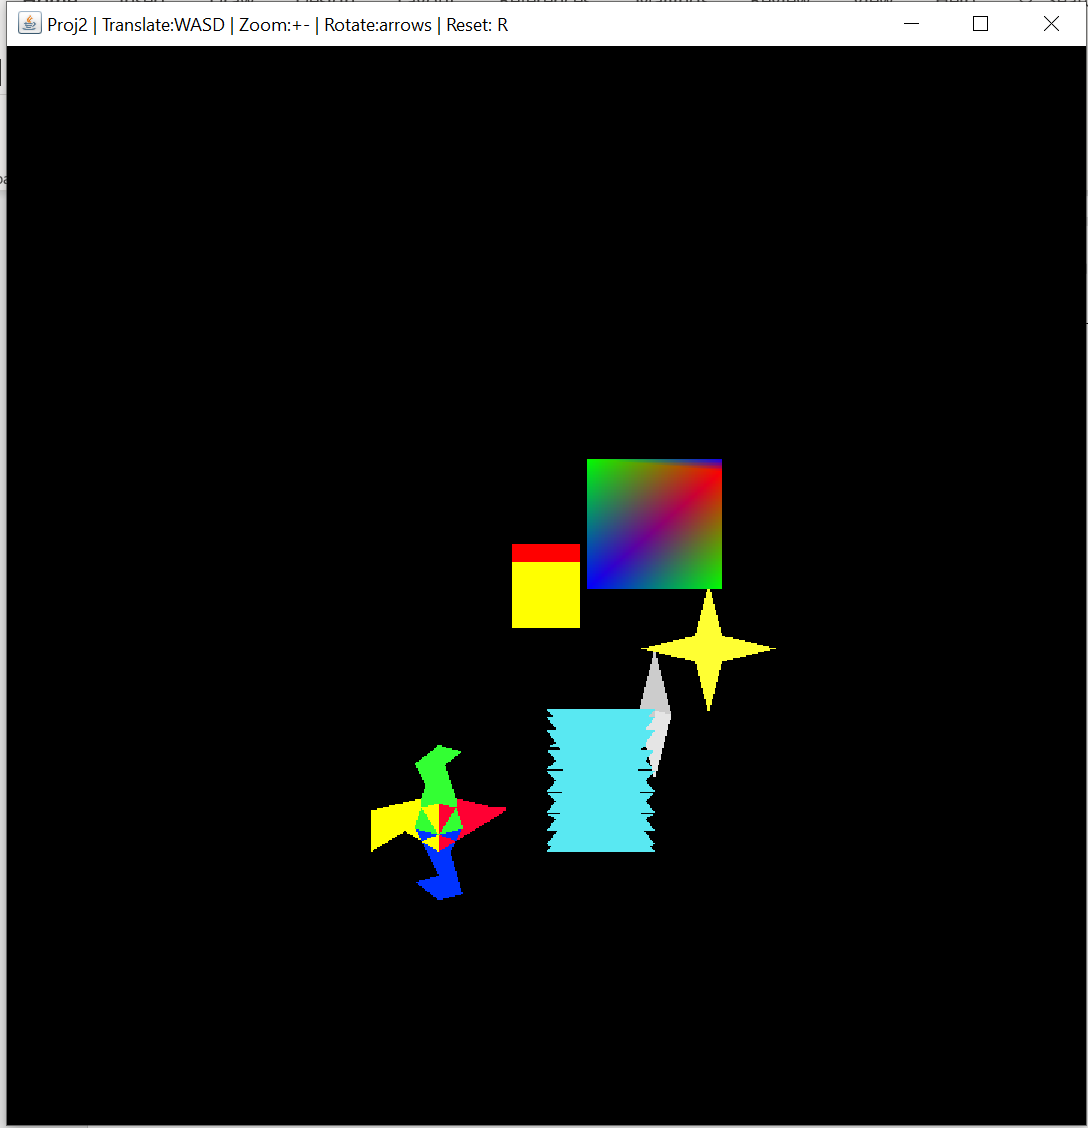 Proj2 | Translate:WASD | Zoom:+- | Rotate:arrows | Reset: R